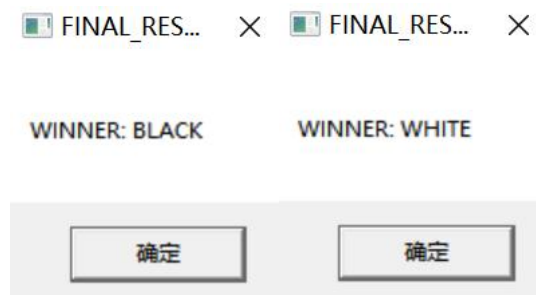 FINAL_RES...
WINNER: BLACK
确定
FINAL_RES...
WINNER: WHITE
确定